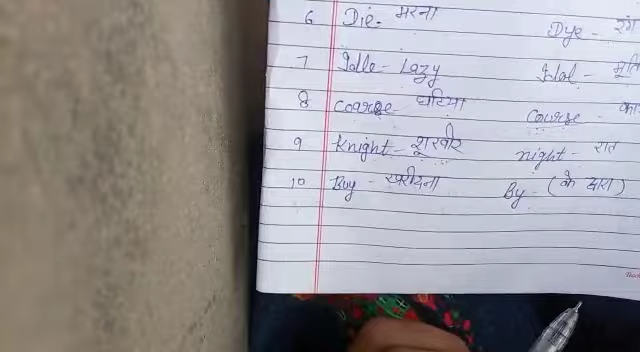 6 Die- मरना Dye - रंग
7 Idle - Lazy Idol -
8 coarse - घटिया Course -
9 Knight - शूरवीर night - रात
10 Buy - खरीदना By - (के द्वारा)